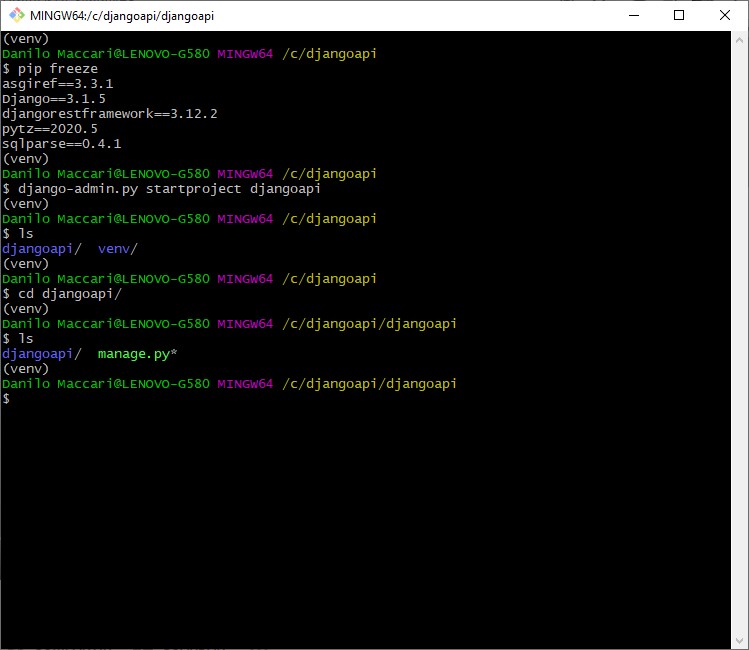 MINGW64:/c/djangoapi/djangoapi
(venv)
Danilo Maccari@LENOVO-G580 MINGW64 /c/djangoapi
$ pip freeze
asgiref==3.3.1
Django==3.1.5
djangorestframework==3.12.2
pytz==2020.5
sqlparse==0.4.1
(venv)
Danilo Maccari@LENOVO-G580 MINGW64 /c/djangoapi
$ django-admin.py startproject djangoapi
(venv)
Danilo Maccari@LENOVO-G580 MINGW64 /c/djangoapi
$ ls
djangoapi/  venv/
(venv)
Danilo Maccari@LENOVO-G580 MINGW64 /c/djangoapi
$ cd djangoapi/
(venv)
Danilo Maccari@LENOVO-G580 MINGW64 /c/djangoapi/djangoapi
$ ls
djangoapi/  manage.py*
(venv)
Danilo Maccari@LENOVO-G580 MINGW64 /c/djangoapi/djangoapi
$